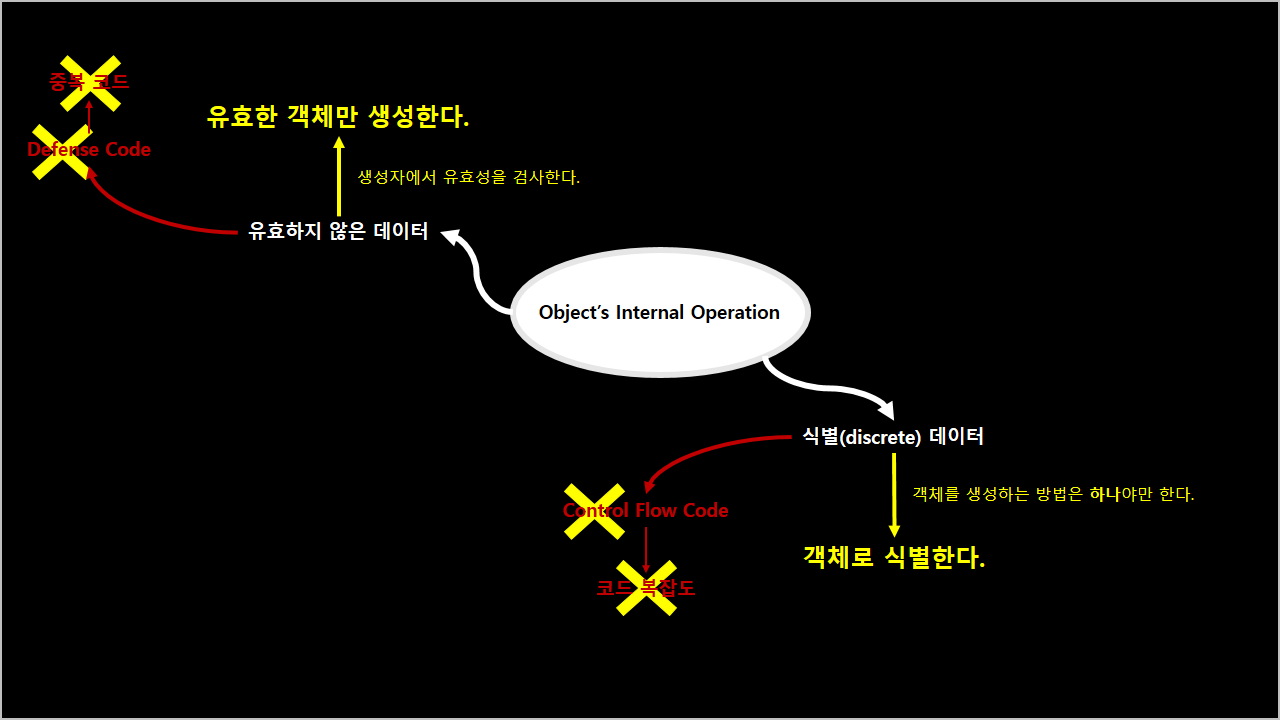 중복 코드
유효한 객체만 생성한다.
Defense Code
생성자에서 유효성을 검사한다.
유효하지 않은 데이터
Object’s Internal Operation
식별(discrete) 데이터
객체를 생성하는 방법은 하나야만 한다.
Control Flow Code
객체로 식별한다.
코드 복잡도